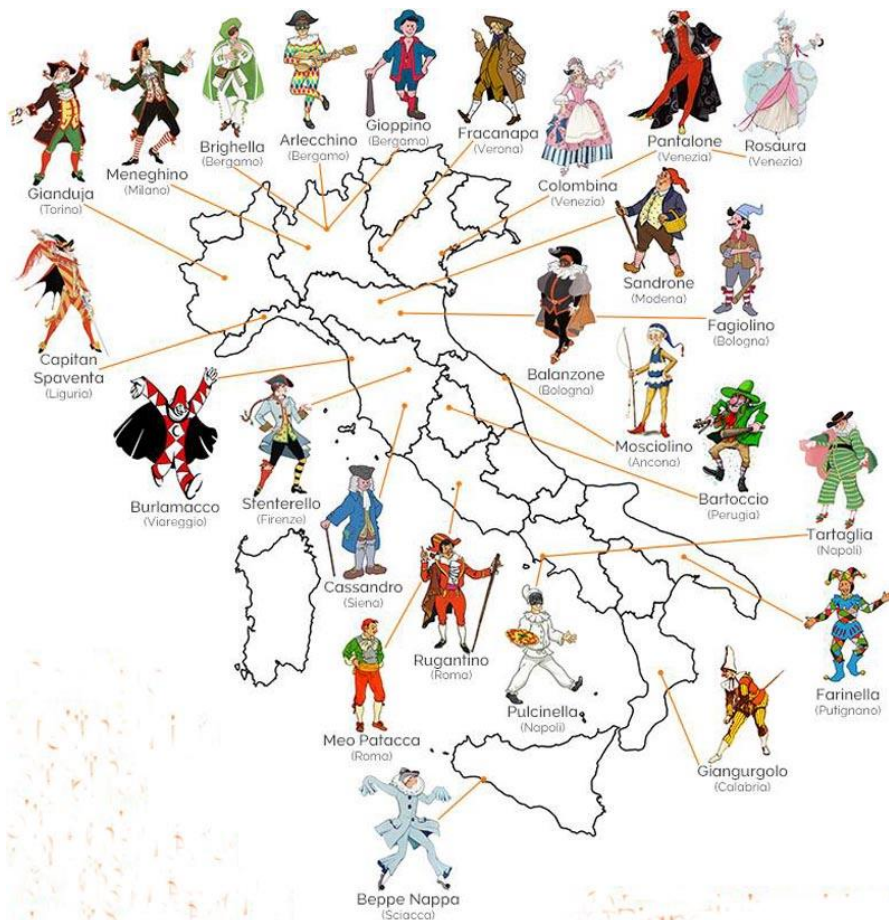 Gianduja
(Torino)
Meneghino
(Milano)
Brighella
(Bergamo)
Arlecchino
(Bergamo)
Gioppino
(Bergamo)
Fracanapa
(Verona)
Colombina
(Venezia)
Pantalone
(Venezia)
Rosaura
(Venezia)
Sandrone
(Modena)
Fagiolino
(Bologna)
Balanzone
(Bologna)
Capitan
Spaventa
(Liguria)
Burlamacco
(Viareggio)
Stenterello
(Firenze)
Mosciolino
(Ancona)
Bartoccio
(Perugia)
Tartaglia
(Napoli)
Cassandro
(Siena)
Rugantino
(Roma)
Pulcinella
(Napoli)
Farinella
(Putignano)
Meo Patacca
(Roma)
Giangurgolo
(Calabria)
Beppe Nappa
(Sciacca)